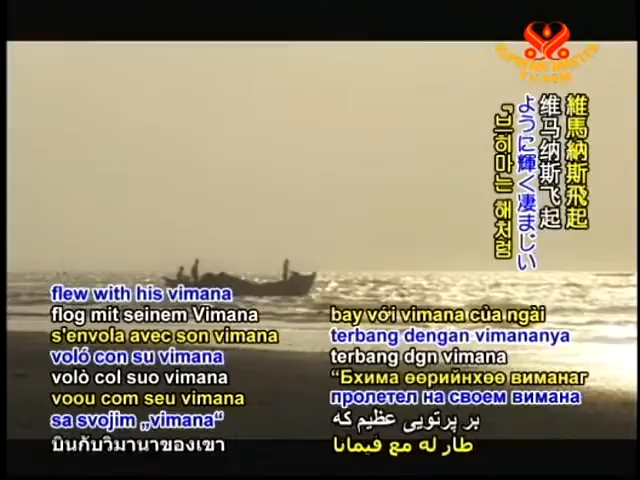 SUPREME MASTER
TV.COM
維馬納斯飛起
维马纳斯飞起
ように輝く凄まじい
“브히마는 해처럼
flew with his vimana
flog mit seinem Vimana
s'envola avec son vimana
voló con su vimana
volò col suo vimana
voou com seu vimana
sa svojim „vimana“
บินกับวิมานาของเขา
bay với vimana của ngài
terbang dengan vimananya
terbang dgn vimana
“Бхима өөрийнхөө виманаг
пролетел на своем вимана
بر پرتویی عظیم که
طار له مع فيمانا